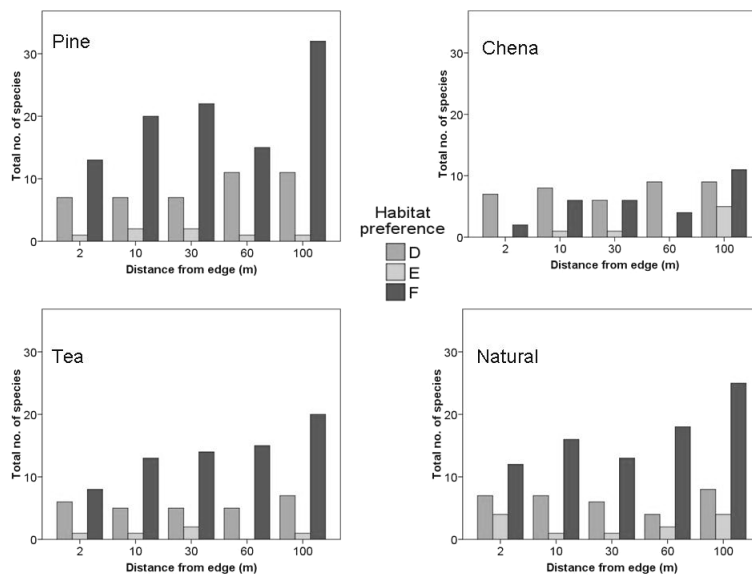 Pine
Total no. of species
30
20
10
0
2 10 30 60 100
Distance from edge (m)
Chena
Total no. of species
30
20
10
0
2 10 30 60 100
Distance from edge (m)
Habitat
preference
D
E
F
Tea
Total no. of species
30
20
10
0
2 10 30 60 100
Distance from edge (m)
Natural
Total no. of species
30
20
10
0
2 10 30 60 100
Distance from edge (m)